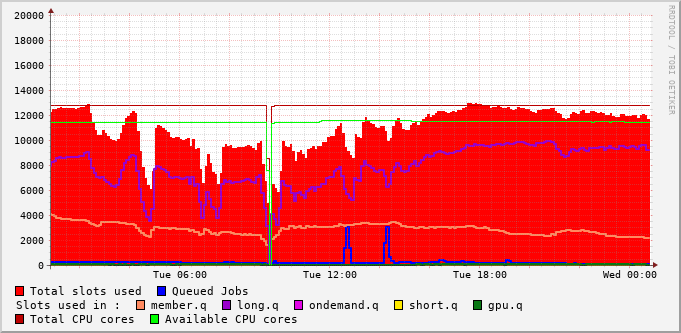 20000
18000
16000
14000
12000
10000
8000
6000
4000
2000
0
Tue 06:00 Tue 12:00 Tue 18:00 Wed 00:00
RRDTOOL / TOBI OETIKER
Total slots used Queued Jobs
Slots used in : member.q long.q ondemand.q short.q gpu.q
Total CPU cores Available CPU cores